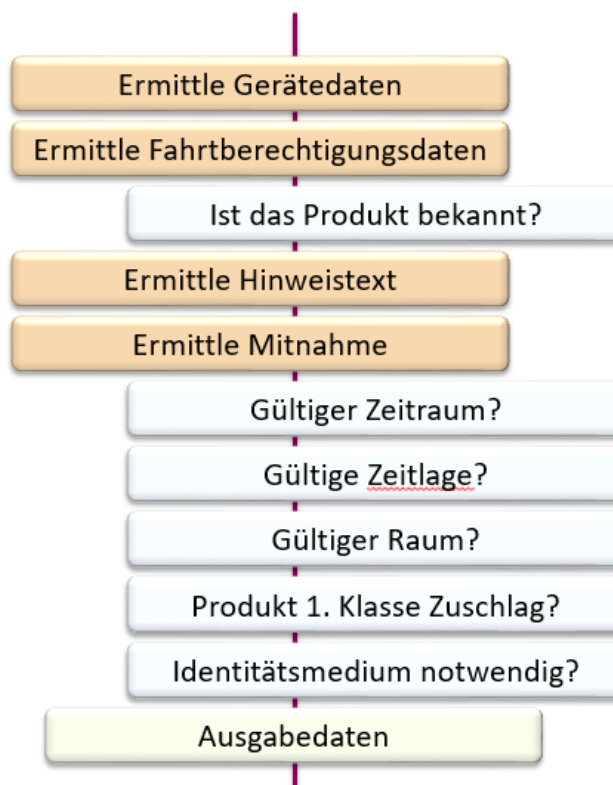 Ermittle Gerätedaten
Ermittle Fahrtberechtigungsdaten
Ist das Produkt bekannt?
Ermittle Hinweistext
Ermittle Mitnahme
Gültiger Zeitraum?
Gültige Zeitlage?
Gültiger Raum?
Produkt 1. Klasse Zuschlag?
Identitätsmedium notwendig?
Ausgabedaten